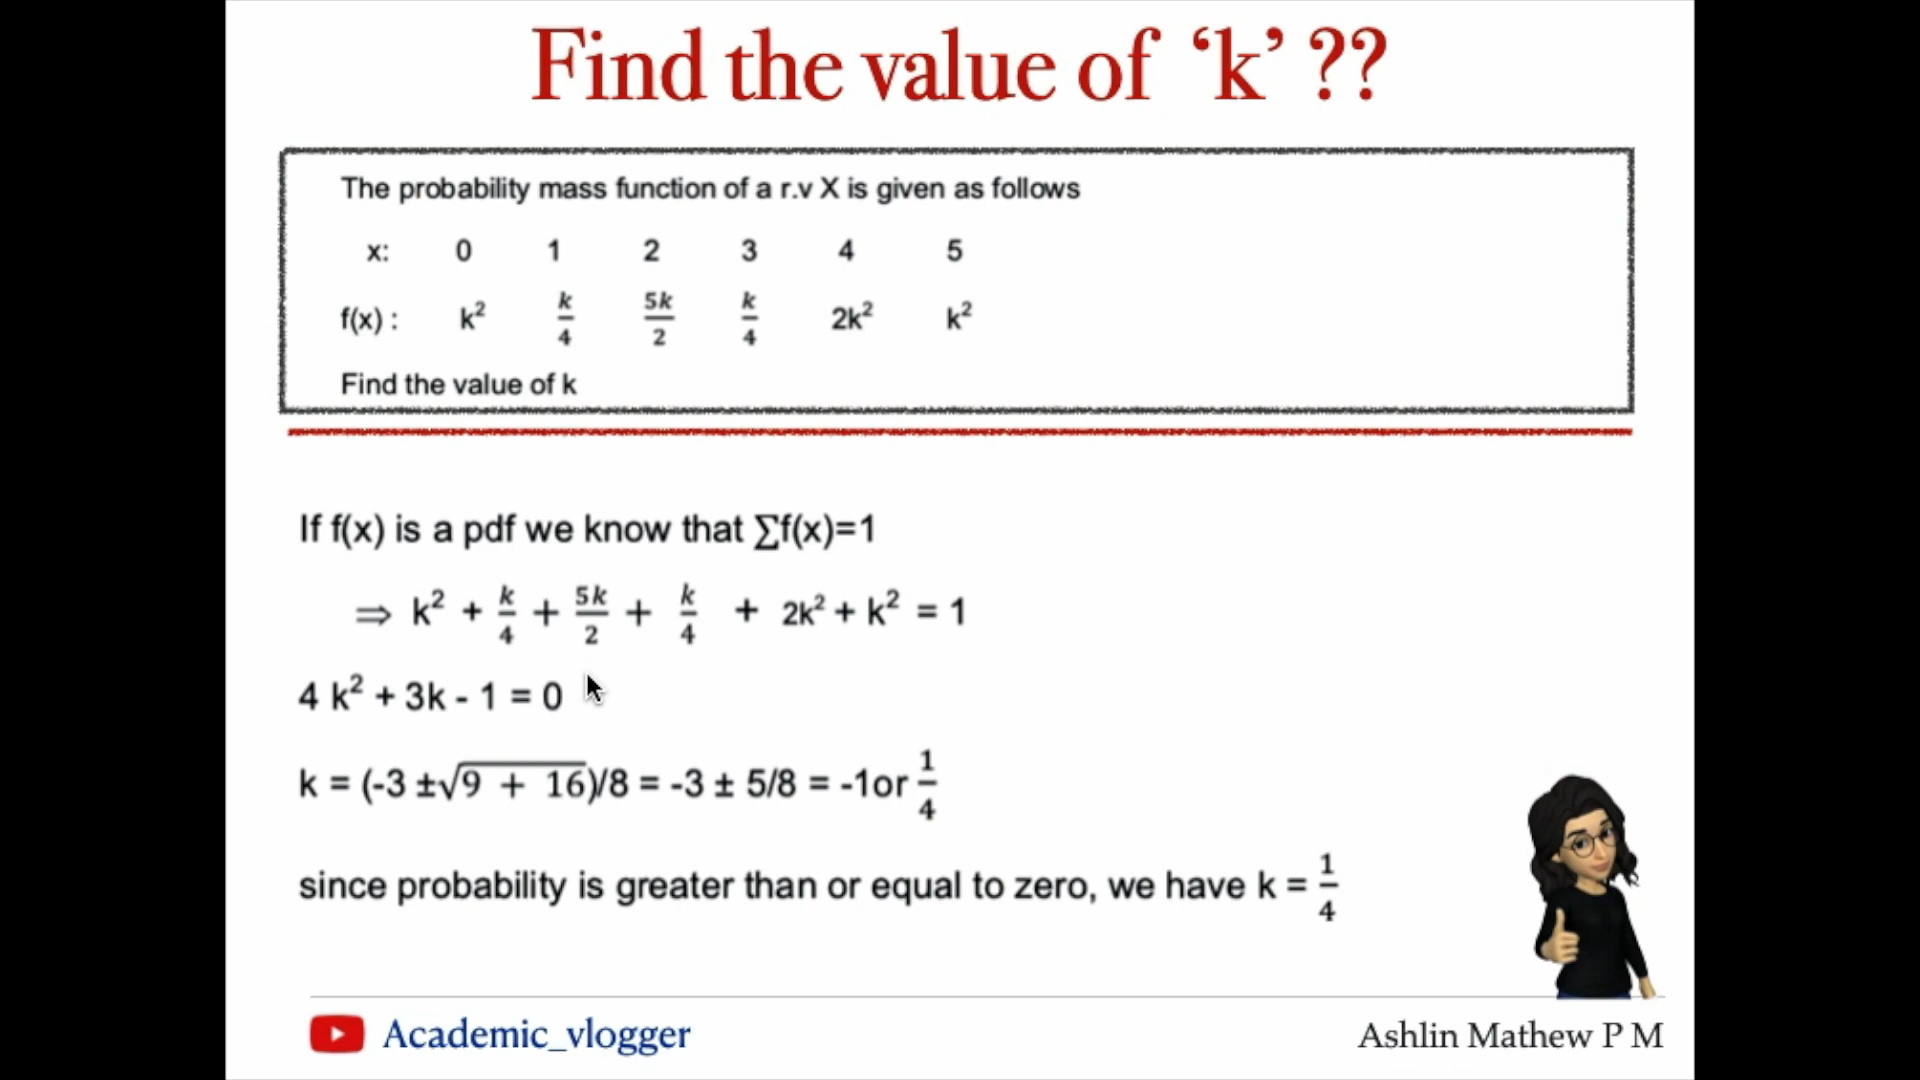 Find the value of ‘k’ ??
The probability mass function of a r.v X is given as follows
x: 0 1 2 3 4 5
f(x) : k² k/4 5k/2 k/4 2k² k²
Find the value of k
If f(x) is a pdf we know that ∑f(x)=1
⇒ k² + k/4 + 5k/2 + k/4 + 2k² + k² = 1
4 k² + 3k - 1 = 0
k = (-3 ±√(9 + 16))/8 = -3 ± 5/8 = -1or 1/4
since probability is greater than or equal to zero, we have k = 1/4
Academic_vlogger
Ashlin Mathew P M